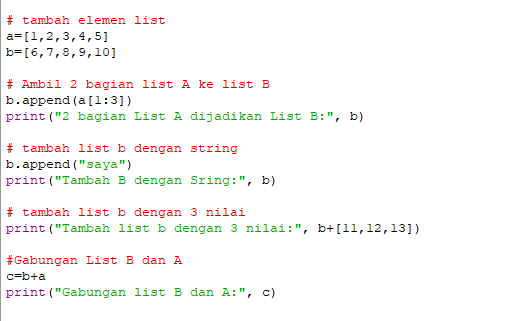 # tambah elemen list
a=[1,2,3,4,5]
b=[6,7,8,9,10]
# Ambil 2 bagian list A ke list B
b.append(a[1:3])
print("2 bagian List A dijadikan List B:", b)
# tambah list b dengan string
b.append("saya")
print("Tambah B dengan Sring:", b)
# tambah list b dengan 3 nilai
print("Tambah list b dengan 3 nilai:", b+[11,12,13])
#Gabungan List B dan A
c=b+a
print("Gabungan list B dan A:", c)